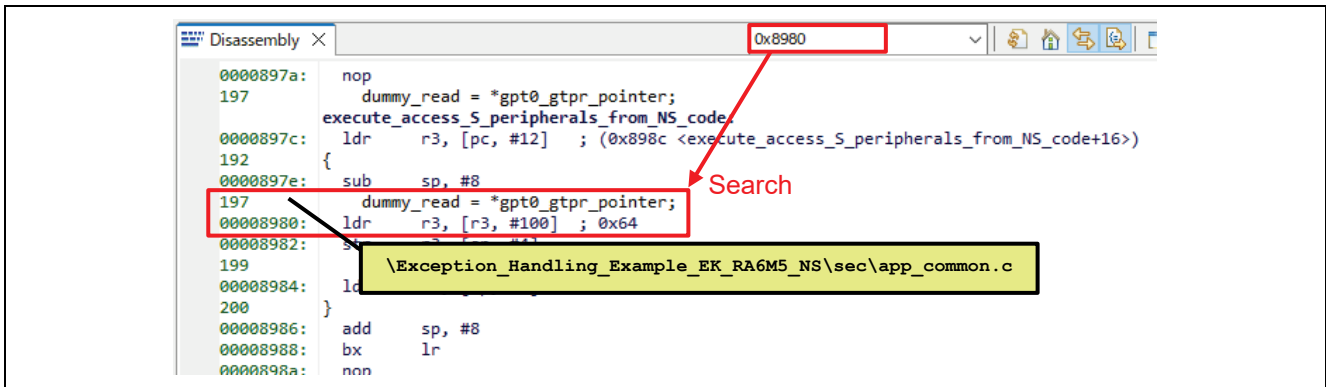 Disassembly
0x8980
0000897a: nop
197 dummy_read = *gpt0_gtpr_pointer;
execute_access_S_peripherals_from_NS_code:
0000897c: ldr r3, [pc, #12] ; (0x898c <execute_access_S_peripherals_from_NS_code+16>)
192 {
0000897e: sub sp, #8
Search
197 dummy_read = *gpt0_gtpr_pointer;
00008980: ldr r3, [r3, #100] ; 0x64
00008982:
199
\Exception_Handling_Example_EK_RA6M5_NS\sec\app_common.c
00008984:
200 }
00008986: add sp, #8
00008988: bx lr
0000898a: nop